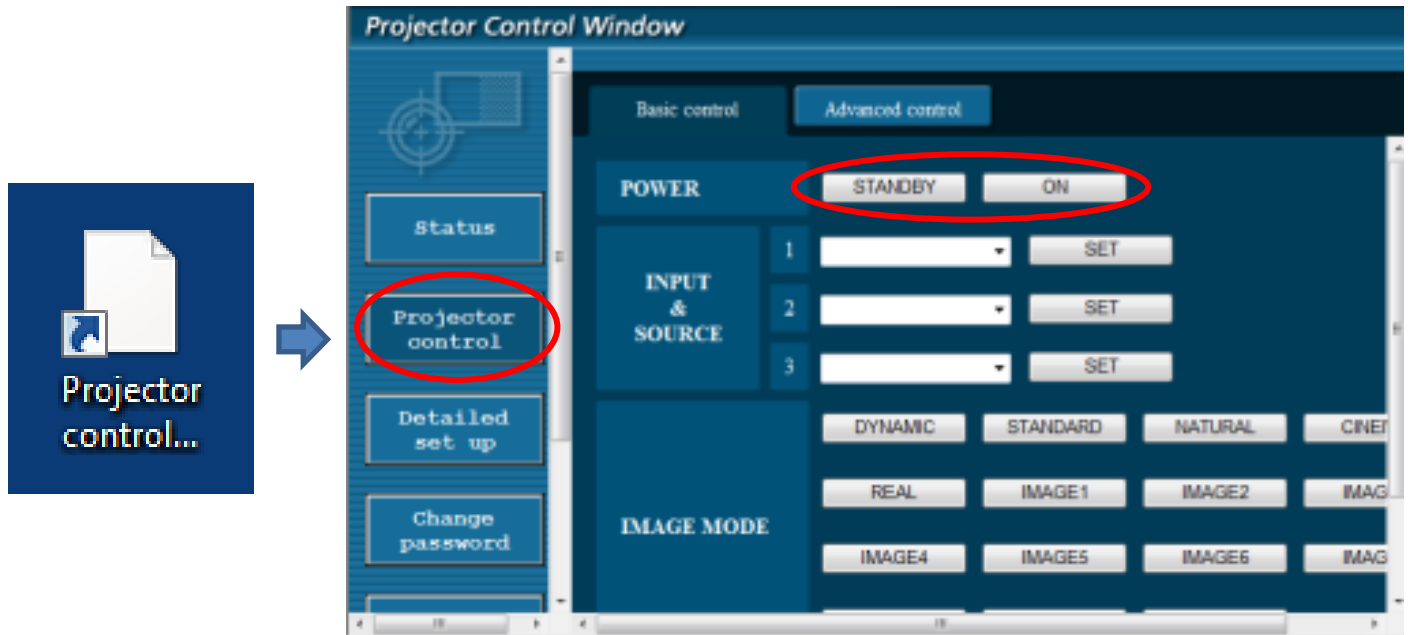 Projector
control...
Projector Control Window
Status
Projector
control
Detailed
set up
Change
password
Basic control
Advanced control
POWER
STANDBY
ON
INPUT
&
SOURCE
1
SET
2
SET
3
SET
IMAGE MODE
DYNAMIC
STANDARD
NATURAL
REAL
IMAGE1
IMAGE2
IMAGE4
IMAGE5
IMAGE6